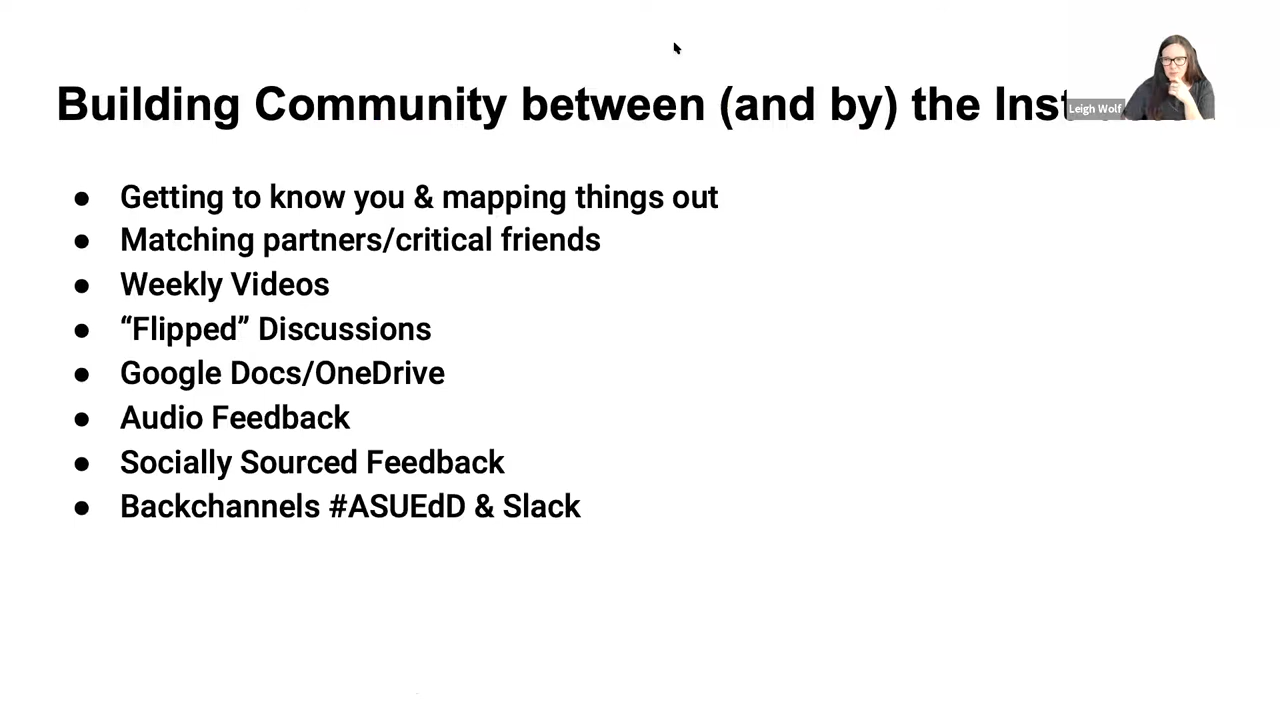 Building Community between (and by) the Inst
Leigh Wolf
● Getting to know you & mapping things out
● Matching partners/critical friends
● Weekly Videos
● “Flipped” Discussions
● Google Docs/OneDrive
● Audio Feedback
● Socially Sourced Feedback
● Backchannels #ASUEdD & Slack